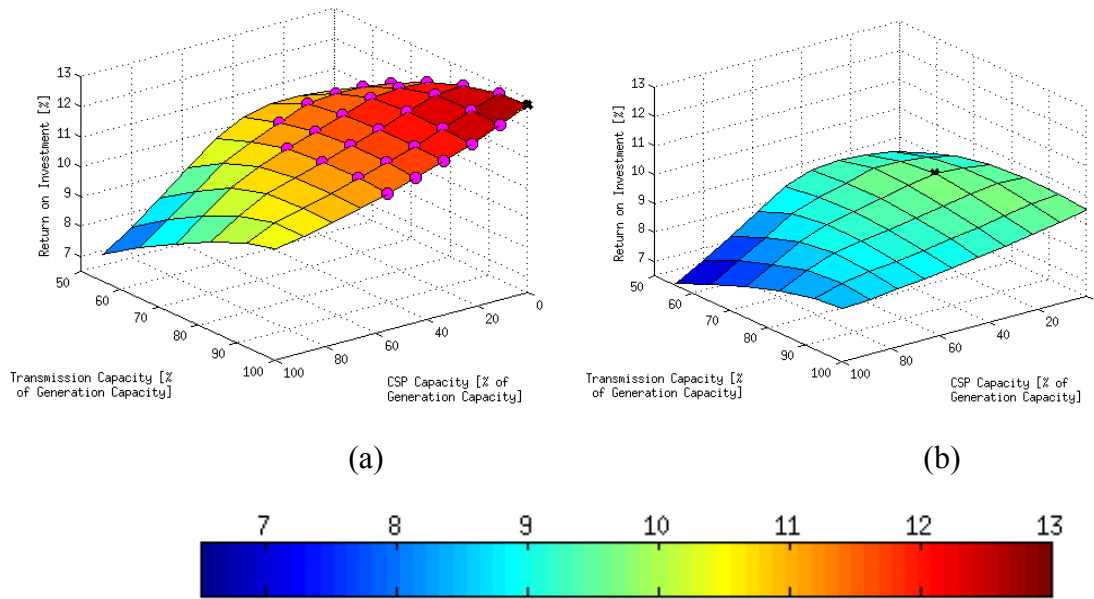 13
12
11
10
9
8
7
Return on Investment [%]
50
60
70
80
90
100
Transmission Capacity [%
of Generation Capacity]
100
80
60
40
20
0
CSP Capacity [% of
Generation Capacity]
(a)
13
12
11
10
9
8
7
Return on Investment [%]
50
60
70
80
90
100
Transmission Capacity [%
of Generation Capacity]
100
80
60
40
20
CSP Capacity [% of
Generation Capacity]
(b)
7 8 9 10 11 12 13